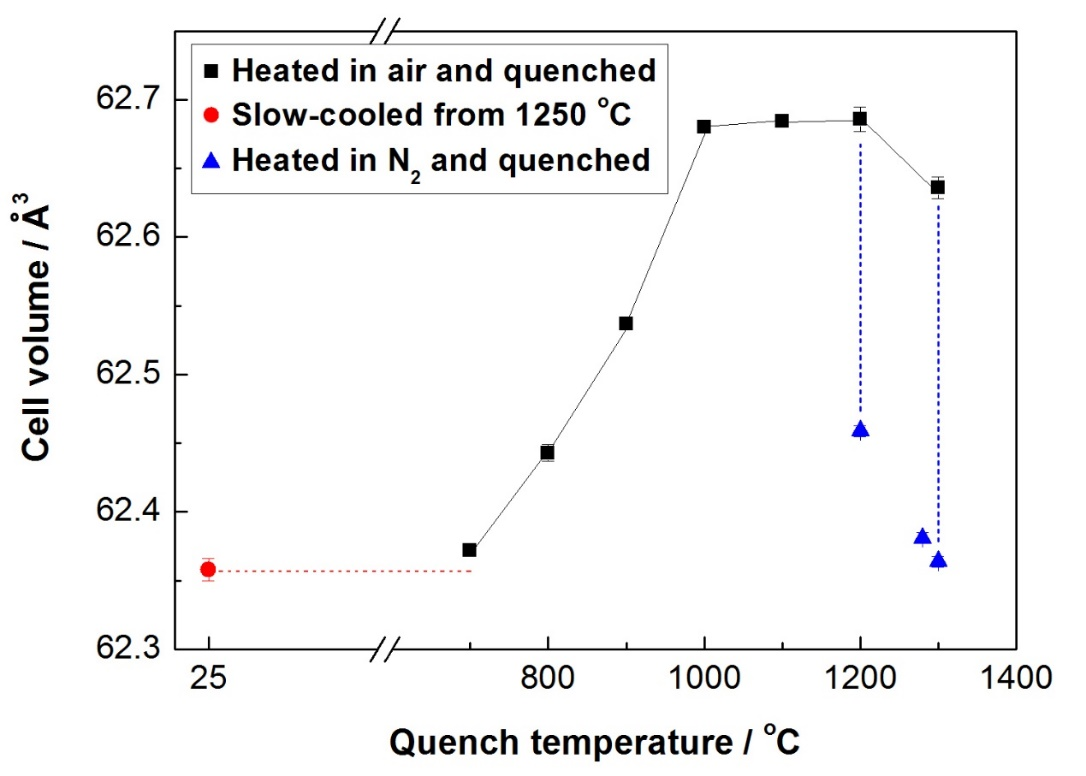 Heated in air and quenched
Slow-cooled from 1250 °C
Heated in N₂ and quenched
62.7
62.6
62.5
62.4
62.3
Cell volume / Å³
25
800
1000
1200
1400
Quench temperature / °C